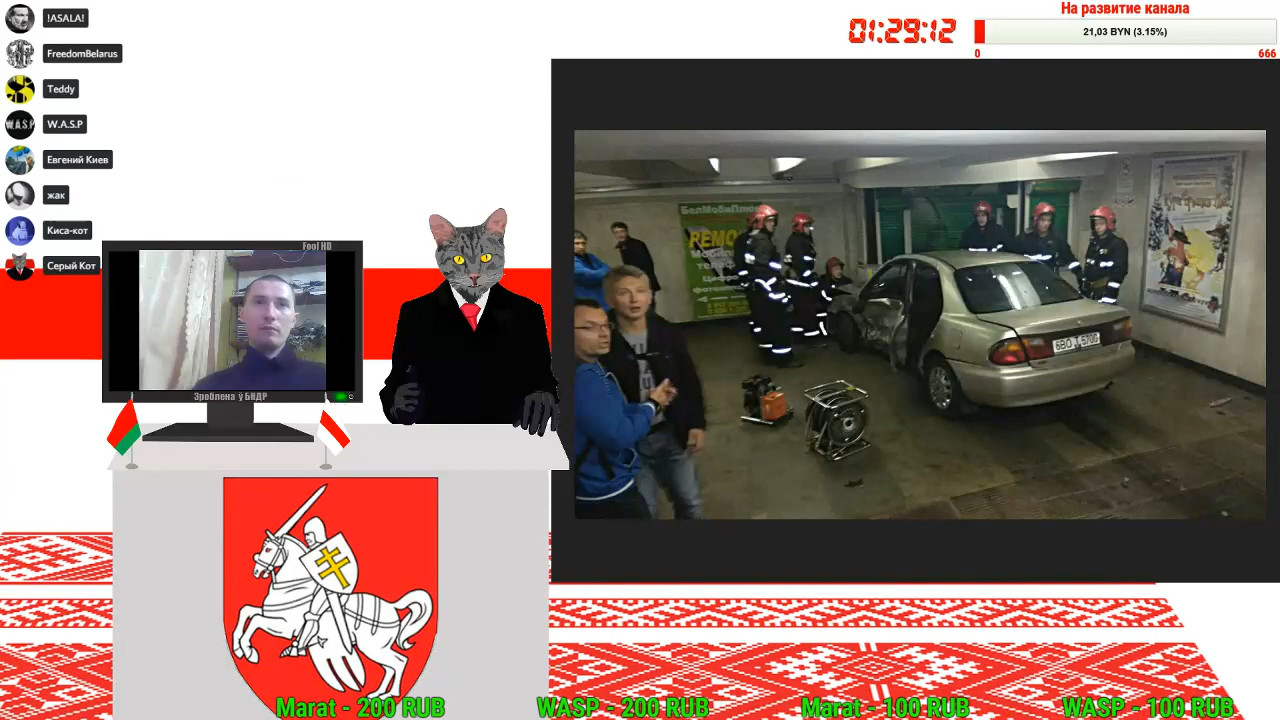 !ASALA!
FreedomBelarus
Teddy
W.A.S.P
W.A.S.P
Евгений Киев
жак
Киса-кот
Серый Кот
01:29:12
На развитие канала
21,03 BYN (3.15%)
0
666
Fool HD
Зроблена ў БНДР
БелМобиПлюс
РЕМО
Marat - 200 RUB
WASP - 200 RUB
Marat - 100 RUB
WASP - 100 RUB